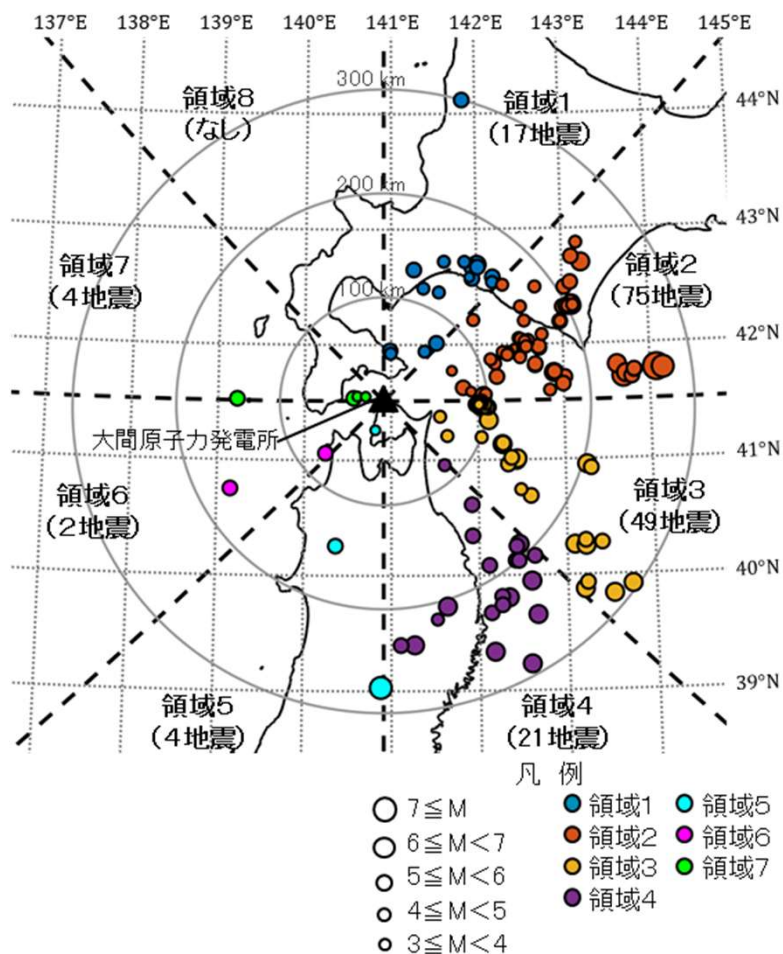 137°E 138°E 139°E 140°E 141°E 142°E 143°E 144°E 145°E
300 km
領域8
(なし)
領域1
(17地震)
44°N
200 km
43°N
領域7
(4地震)
領域2
(75地震)
100 km
42°N
大間原子力発電所
41°N
領域6
(2地震)
領域3
(49地震)
40°N
39°N
領域5
(4地震)
領域4
(21地震)
凡 例
7≦M
6≦M<7
5≦M<6
4≦M<5
3≦M<4
領域1
領域2
領域3
領域4
領域5
領域6
領域7